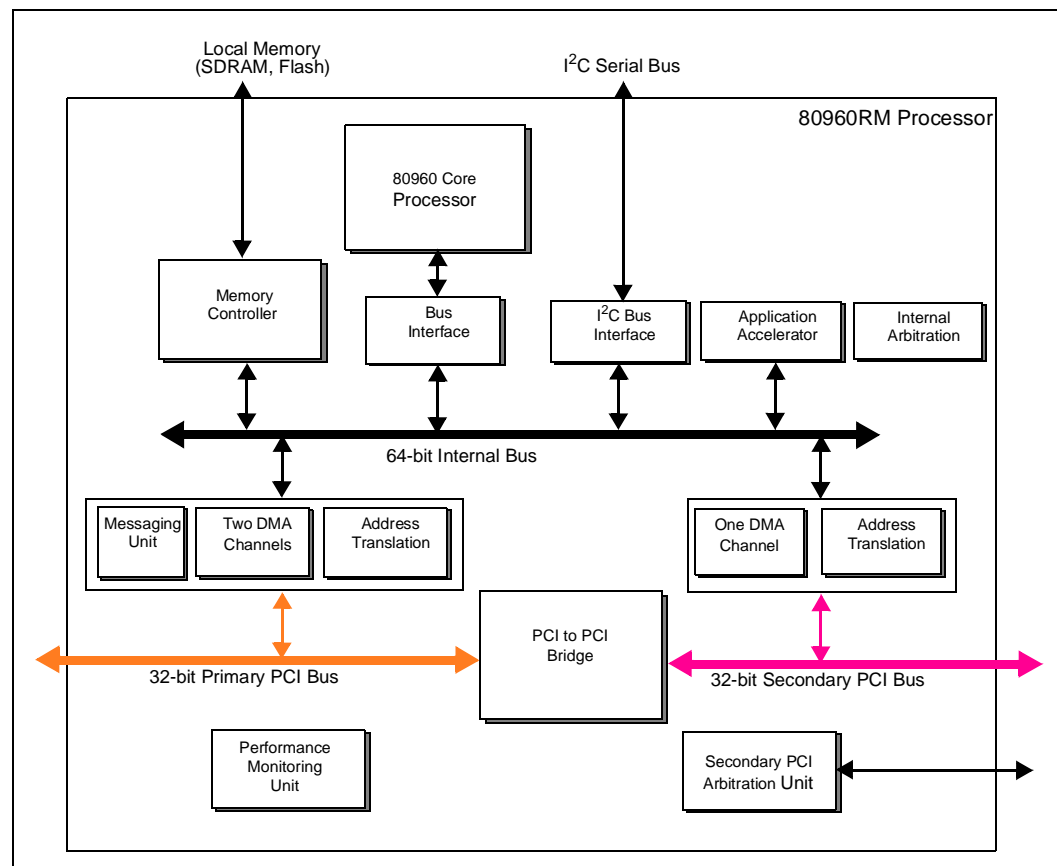 Local Memory
(SDRAM, Flash)
I²C Serial Bus
80960RM Processor
80960 Core
Processor
Memory
Controller
Bus
Interface
I²C Bus
Interface
Application
Accelerator
Internal
Arbitration
64-bit Internal Bus
Messaging
Unit
Two DMA
Channels
Address
Translation
One DMA
Channel
Address
Translation
PCI to PCI
Bridge
32-bit Primary PCI Bus
32-bit Secondary PCI Bus
Performance
Monitoring
Unit
Secondary PCI
Arbitration Unit